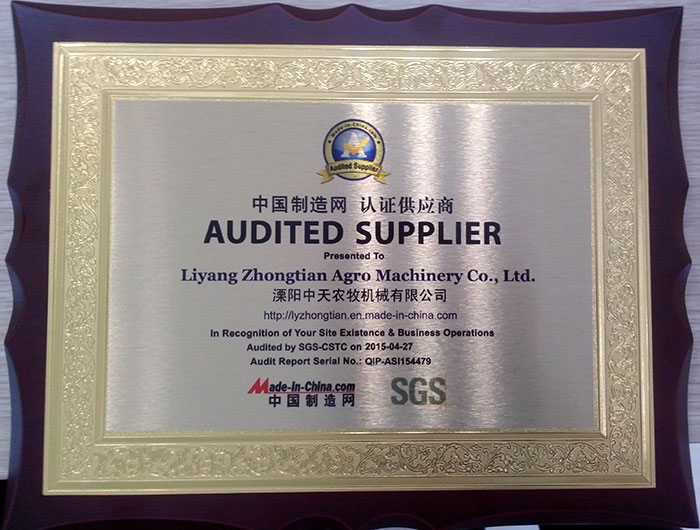 Made-in-China.com
Audited Supplier
中国制造网 认证供应商
AUDITED SUPPLIER
Presented To
Liyang Zhongtian Agro Machinery Co., Ltd.
溧阳中天农牧机械有限公司
http://lyzhongtian.en.made-in-china.com
In Recognition of Your Site Existence & Business Operations
Audited by SGS-CSTC on 2015-04-27
Audit Report Serial No.: QIP-ASI154479
Made-in-China.com
中国制造网
SGS